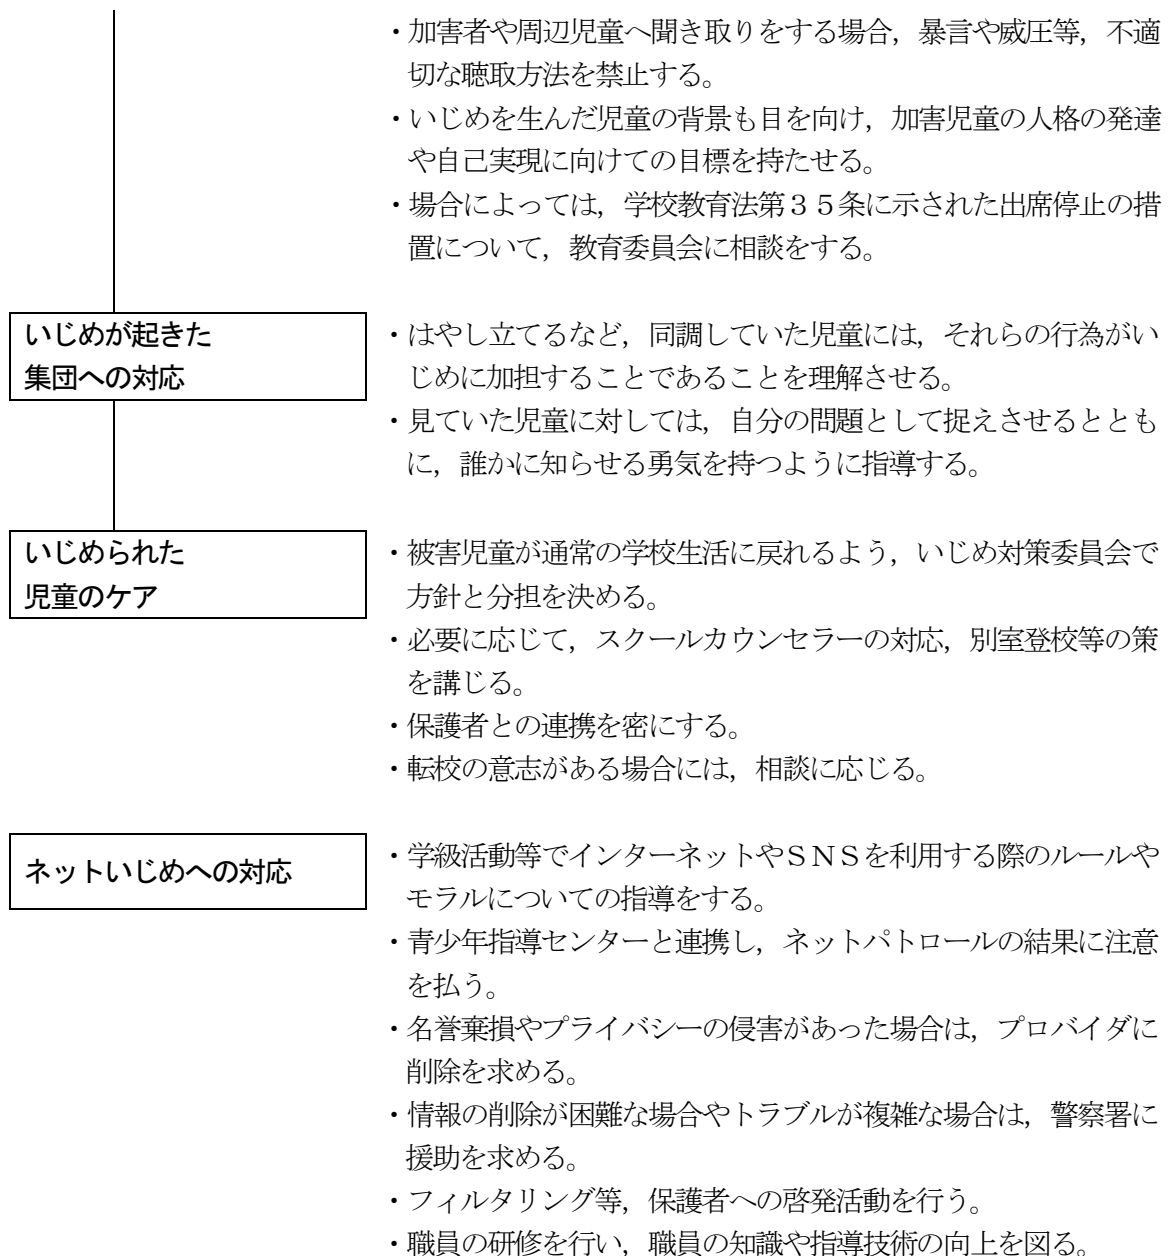 ・加害者や周辺児童へ聞き取りをする場合，暴言や威圧等，不適
切な聴取方法を禁止する。
・いじめを生んだ児童の背景も目を向け，加害児童の人格の発達
や自己実現に向けての目標を持たせる。
・場合によっては，学校教育法第３５条に示された出席停止の措
置について，教育委員会に相談をする。
いじめが起きた
集団への対応
・はやし立てるなど，同調していた児童には，それらの行為がい
じめに加担することであることを理解させる。
・見ていた児童に対しては，自分の問題として捉えさせるととも
に，誰かに知らせる勇気を持つように指導する。
いじめられた
児童のケア
・被害児童が通常の学校生活に戻れるよう，いじめ対策委員会で
方針と分担を決める。
・必要に応じて，スクールカウンセラーの対応，別室登校等の策
を講じる。
・保護者との連携を密にする。
・転校の意志がある場合には，相談に応じる。
ネットいじめへの対応
・学級活動等でインターネットやＳＮＳを利用する際のルールや
モラルについての指導をする。
・青少年指導センターと連携し，ネットパトロールの結果に注意
を払う。
・名誉棄損やプライバシーの侵害があった場合は，プロバイダに
削除を求める。
・情報の削除が困難な場合やトラブルが複雑な場合は，警察署に
援助を求める。
・フィルタリング等，保護者への啓発活動を行う。
・職員の研修を行い，職員の知識や指導技術の向上を図る。